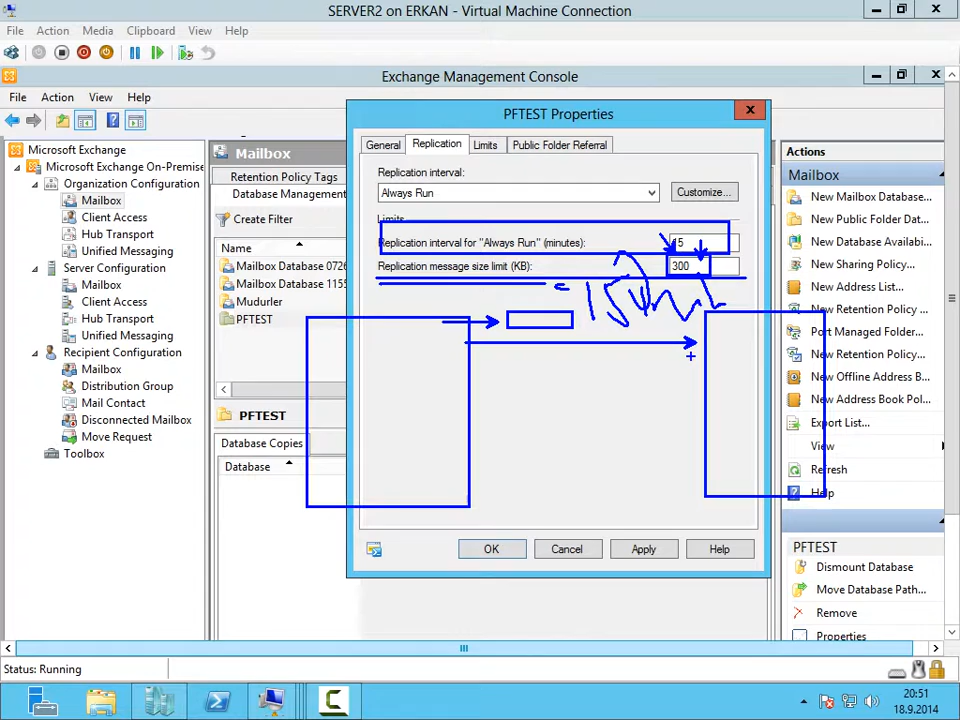 SERVER2 on ERKAN - Virtual Machine Connection
File Action Media Clipboard View Help
Exchange Management Console
File Action View Help
Microsoft Exchange
Microsoft Exchange On-Premise
Organization Configuration
Mailbox
Client Access
Hub Transport
Unified Messaging
Server Configuration
Mailbox
Client Access
Hub Transport
Unified Messaging
Recipient Configuration
Mailbox
Distribution Group
Mail Contact
Disconnected Mailbox
Move Request
Toolbox
Mailbox
Retention Policy Tags
Database Management
Create Filter
Name
Mailbox Database 0726
Mailbox Database 1155
Mudurler
PFTEST
PFTEST
Database Copies
Database
PFTEST Properties
General Replication Limits Public Folder Referral
Replication interval:
Always Run Customize...
Limits
Replication interval for "Always Run" (minutes): 15
Replication message size limit (KB): 300
= 15
OK Cancel Apply Help
Actions
Mailbox
New Mailbox Database...
New Public Folder Dat...
New Database Availabi...
New Sharing Policy...
New Address List...
New Managed Folder...
Port Managed Folder...
New Retention Policy...
New Offline Address B...
New Address Book Pol...
Export List...
View
Refresh
Help
PFTEST
Dismount Database
Move Database Path...
Remove
Properties
Status: Running
20:51
18.9.2014